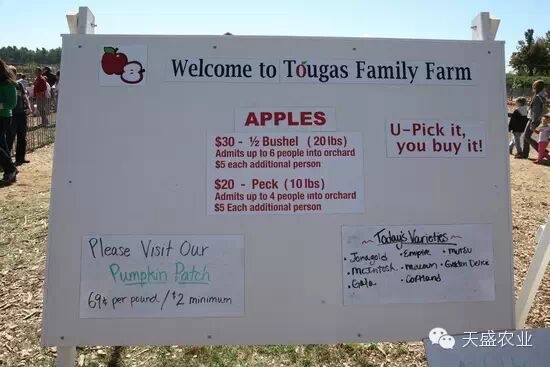 Welcome to Tougas Family Farm
APPLES
$30 - ½ Bushel (20 lbs)
Admits up to 6 people into orchard
$5 each additional person
$20 - Peck (10 lbs)
Admits up to 4 people into orchard
$5 Each additional person
U-Pick it,
you buy it!
Please Visit Our
Pumpkin Patch
69¢ per pound / $2 minimum
Today's Varieties
• Jonagold
• McIntosh
• Gala
• Empire
• Macoun
• Cortland
• Mutsu
• Golden Delice
天盛农业